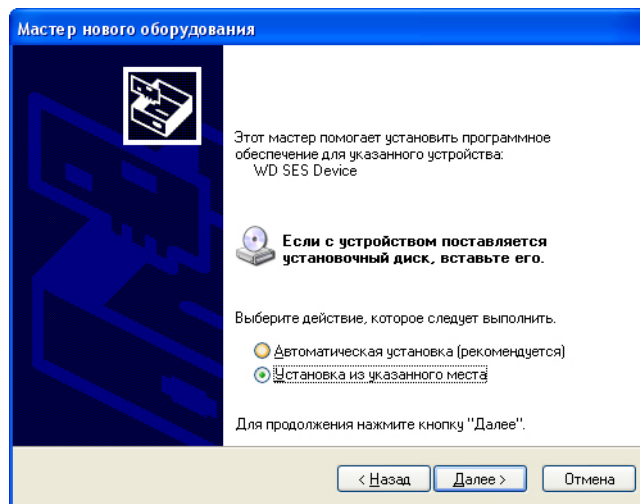 Мастер нового оборудования
Этот мастер помогает установить программное
обеспечение для указанного устройства:
WD SES Device
Если с устройством поставляется
установочный диск, вставьте его.
Выберите действие, которое следует выполнить.
Автоматическая установка (рекомендуется)
Установка из указанного места
Для продолжения нажмите кнопку "Далее".
< Назад
Далее >
Отмена